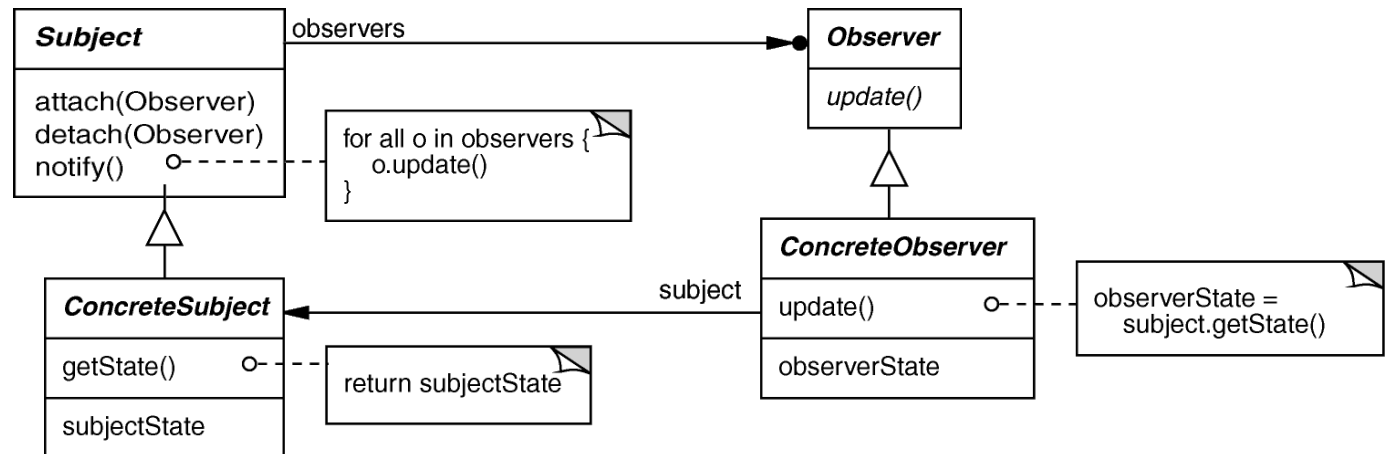 Subject
attach(Observer)
detach(Observer)
notify()
observers
for all o in observers {
o.update()
}
Observer
update()
ConcreteSubject
getState()
subjectState
return subjectState
subject
ConcreteObserver
update()
observerState
observerState =
subject.getState()